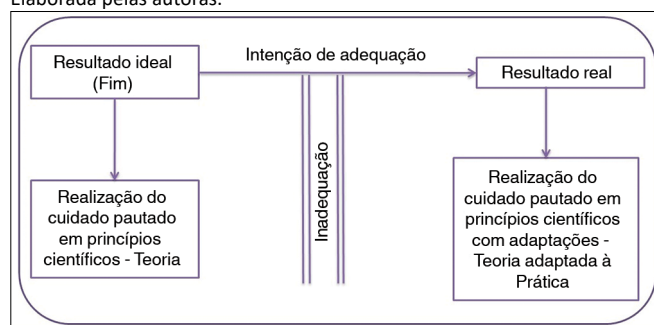 Elaborada pelas autoras.
Resultado ideal
(Fim)
Intenção de adequação
Resultado real
Inadequação
Realização do
cuidado pautado
em princípios
científicos - Teoria
Realização do
cuidado pautado em
princípios científicos
com adaptações -
Teoria adaptada à
Prática